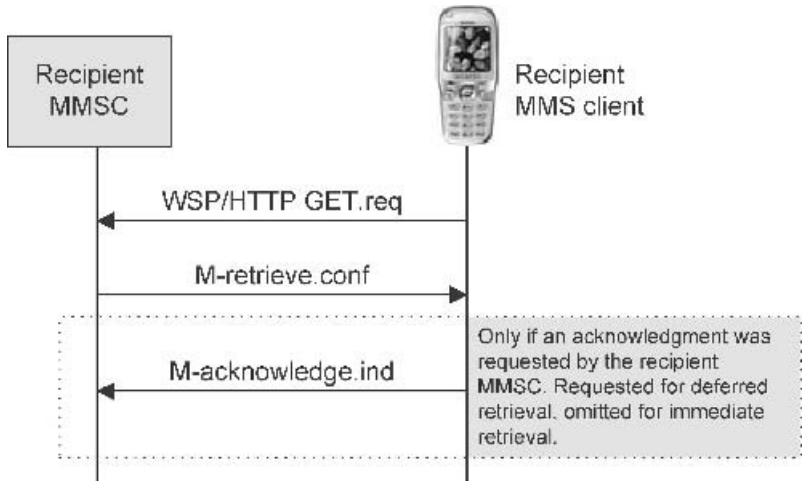 Recipient
MMSC
Recipient
MMS client
WSP/HTTP GET.req
M-retrieve.conf
M-acknowledge.ind
Only if an acknowledgment was
requested by the recipient
MMSC. Requested for deferred
retrieval, omitted for immediate
retrieval.